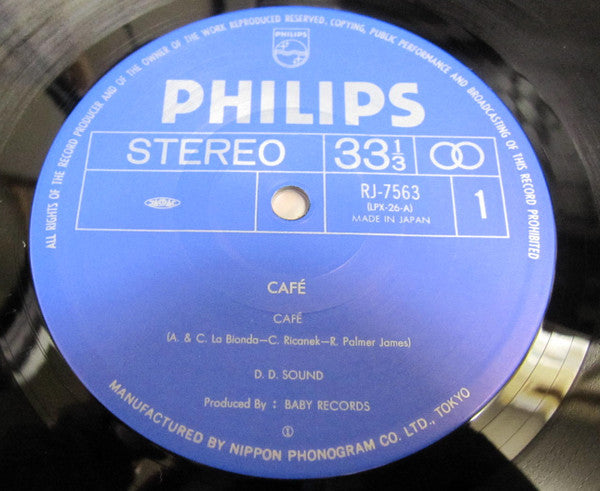 ALL RIGHTS OF THE RECORD PRODUCER AND OF THE OWNER OF THE WORK REPRODUCED RESERVED, COPYING, PUBLIC PERFORMANCE AND BROADCASTING OF THIS RECORD PROHIBITED
PHILIPS
PHILIPS
STEREO
33 1/3
RJ-7563
(LPX-26-A)
MADE IN JAPAN
1
CAFÉ
CAFÉ
(A. & C. La Bionda—C. Ricanek—R. Palmer James)
D. D. SOUND
Produced By : BABY RECORDS
MANUFACTURED BY NIPPON PHONOGRAM CO. LTD., TOKYO